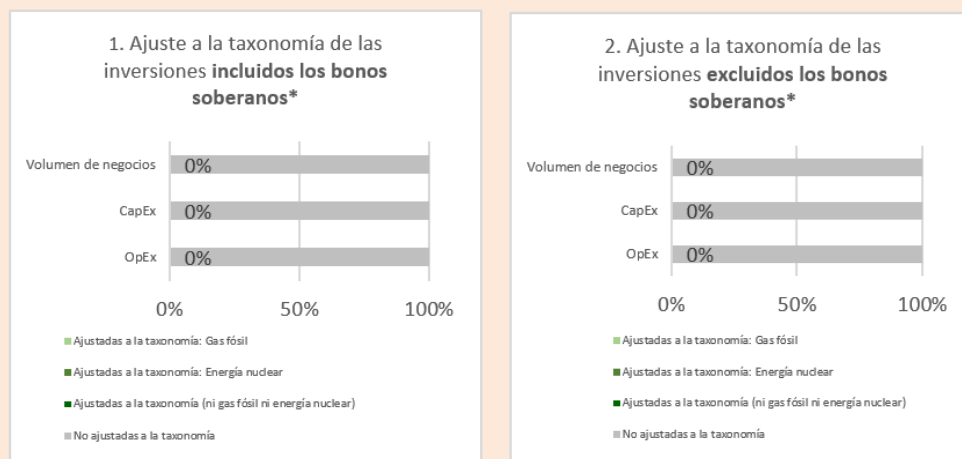 1. Ajuste a la taxonomía de las
inversiones incluidos los bonos
soberanos*
Volumen de negocios
0%
CapEx
0%
OpEx
0%
0%
50%
100%
Ajustadas a la taxonomía: Gas fósil
Ajustadas a la taxonomía: Energía nuclear
Ajustadas a la taxonomía (ni gas fósil ni energía nuclear)
No ajustadas a la taxonomía
2. Ajuste a la taxonomía de las
inversiones excluidos los bonos
soberanos*
Volumen de negocios
0%
CapEx
0%
OpEx
0%
0%
50%
100%
Ajustadas a la taxonomía: Gas fósil
Ajustadas a la taxonomía: Energía nuclear
Ajustadas a la taxonomía (ni gas fósil ni energía nuclear)
No ajustadas a la taxonomía